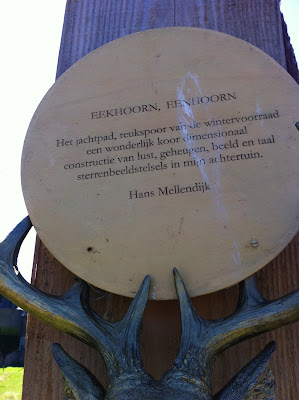 EEKHOORN, EENHOORN
Het jachtpad, reukspoor van de wintervoorraad
een wonderlijk koor dimensionaal
constructie van lust, geheugen, beeld en taal
sterrenbeeldstelsels in mijn achtertuin.
Hans Mellendijk